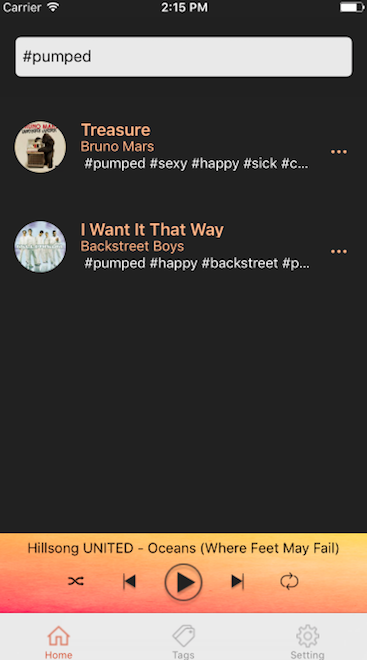 Carrier 2:15 PM
#pumped
Treasure
Bruno Mars
#pumped #sexy #happy #sick #c...
I Want It That Way
Backstreet Boys
#pumped #happy #backstreet #p...
Hillsong UNITED - Oceans (Where Feet May Fail)
Home Tags Setting